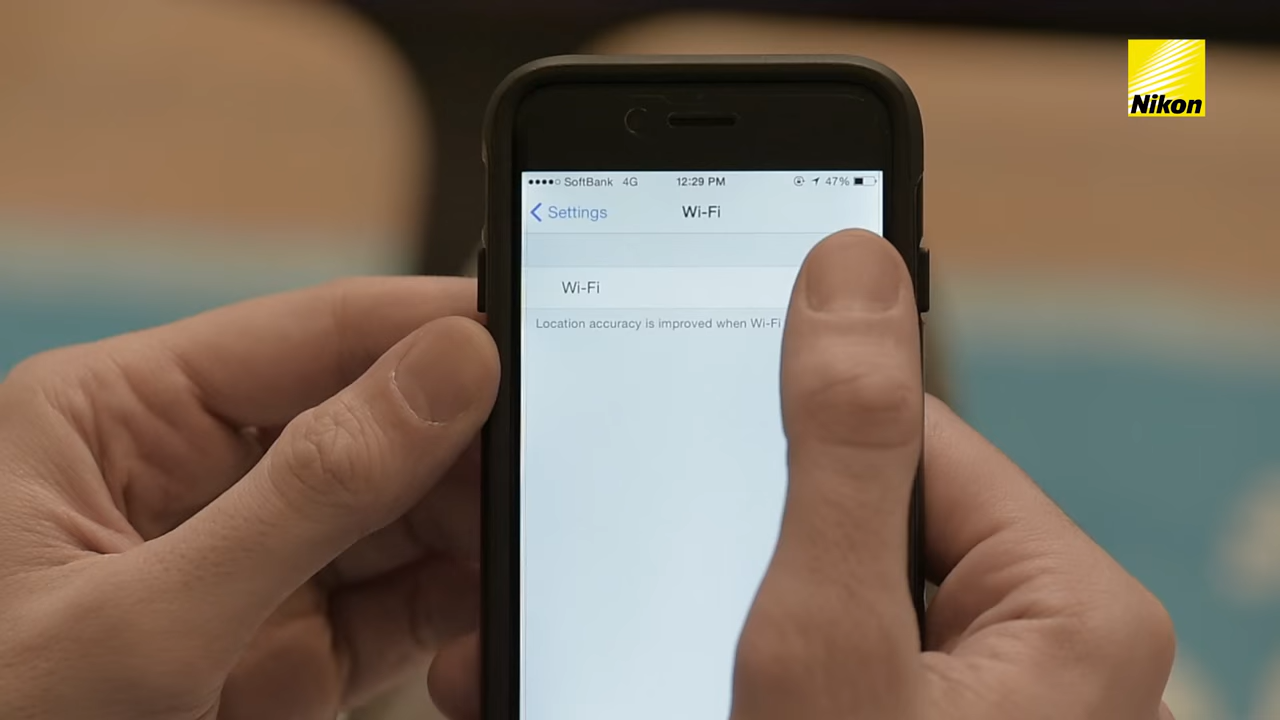 Nikon
●●●●○ SoftBank 4G 12:29 PM 47%
Settings Wi-Fi
Wi-Fi
Location accuracy is improved when Wi-Fi